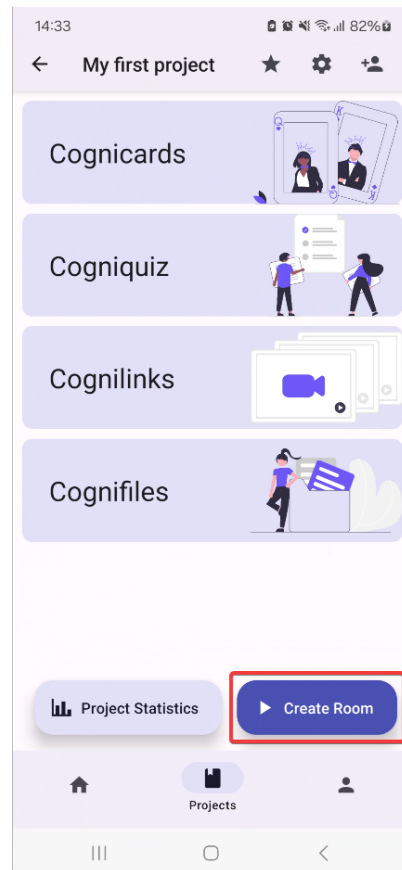 14:33 82%
My first project
Cognicards
Cogniquiz
Cognilinks
Cognifiles
Project Statistics
Create Room
Projects